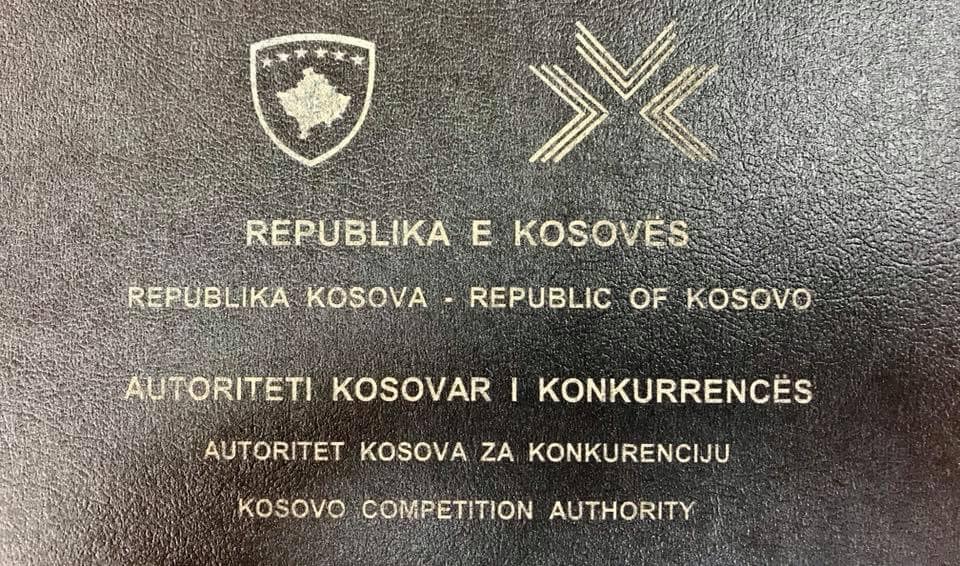 REPUBLIKA E KOSOVËS
REPUBLIKA KOSOVA - REPUBLIC OF KOSOVO
AUTORITETI KOSOVAR I KONKURRENCËS
AUTORITET KOSOVA ZA KONKURENCIJU
KOSOVO COMPETITION AUTHORITY